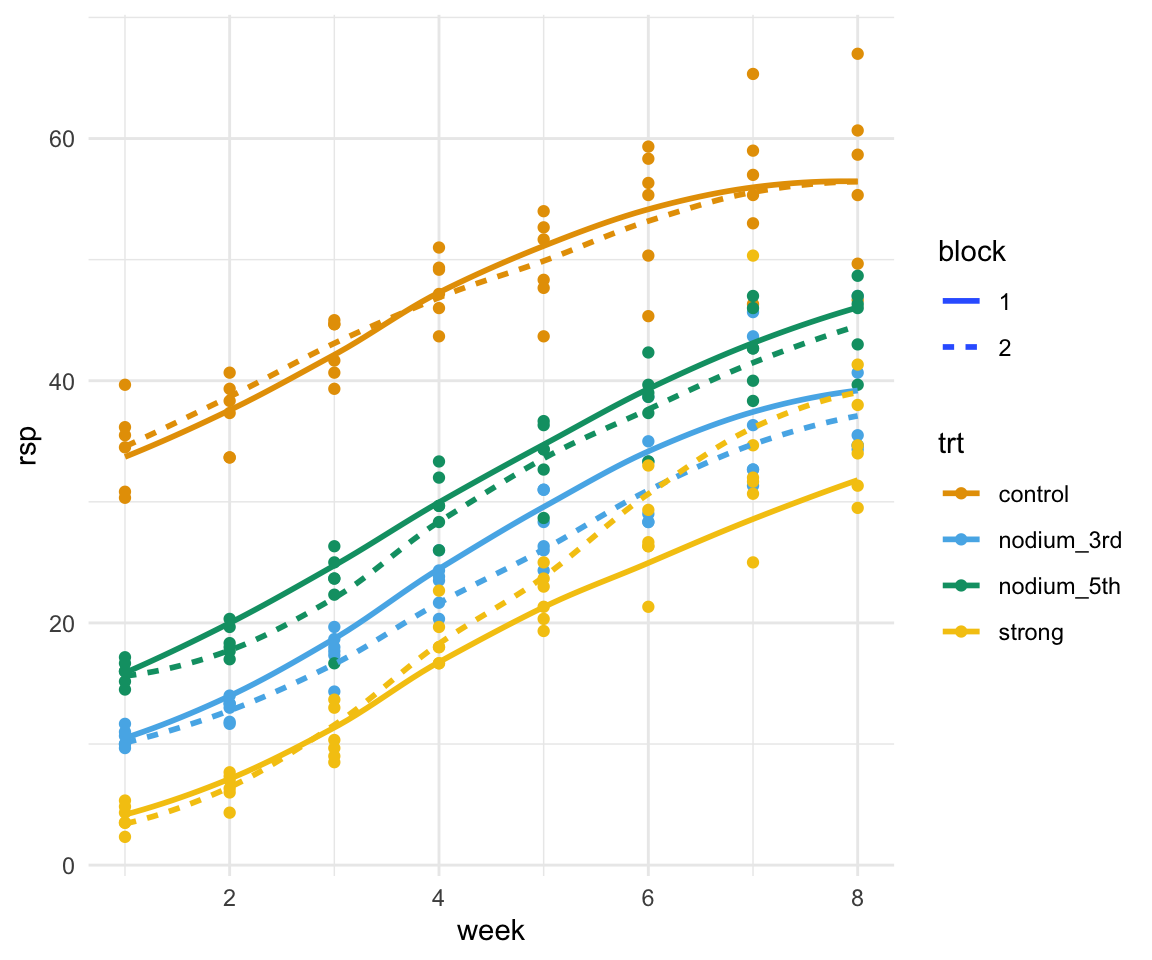 60
40
20
0
2
4
6
8
week
rsp
block
1
2
trt
control
nodium_3rd
nodium_5th
strong